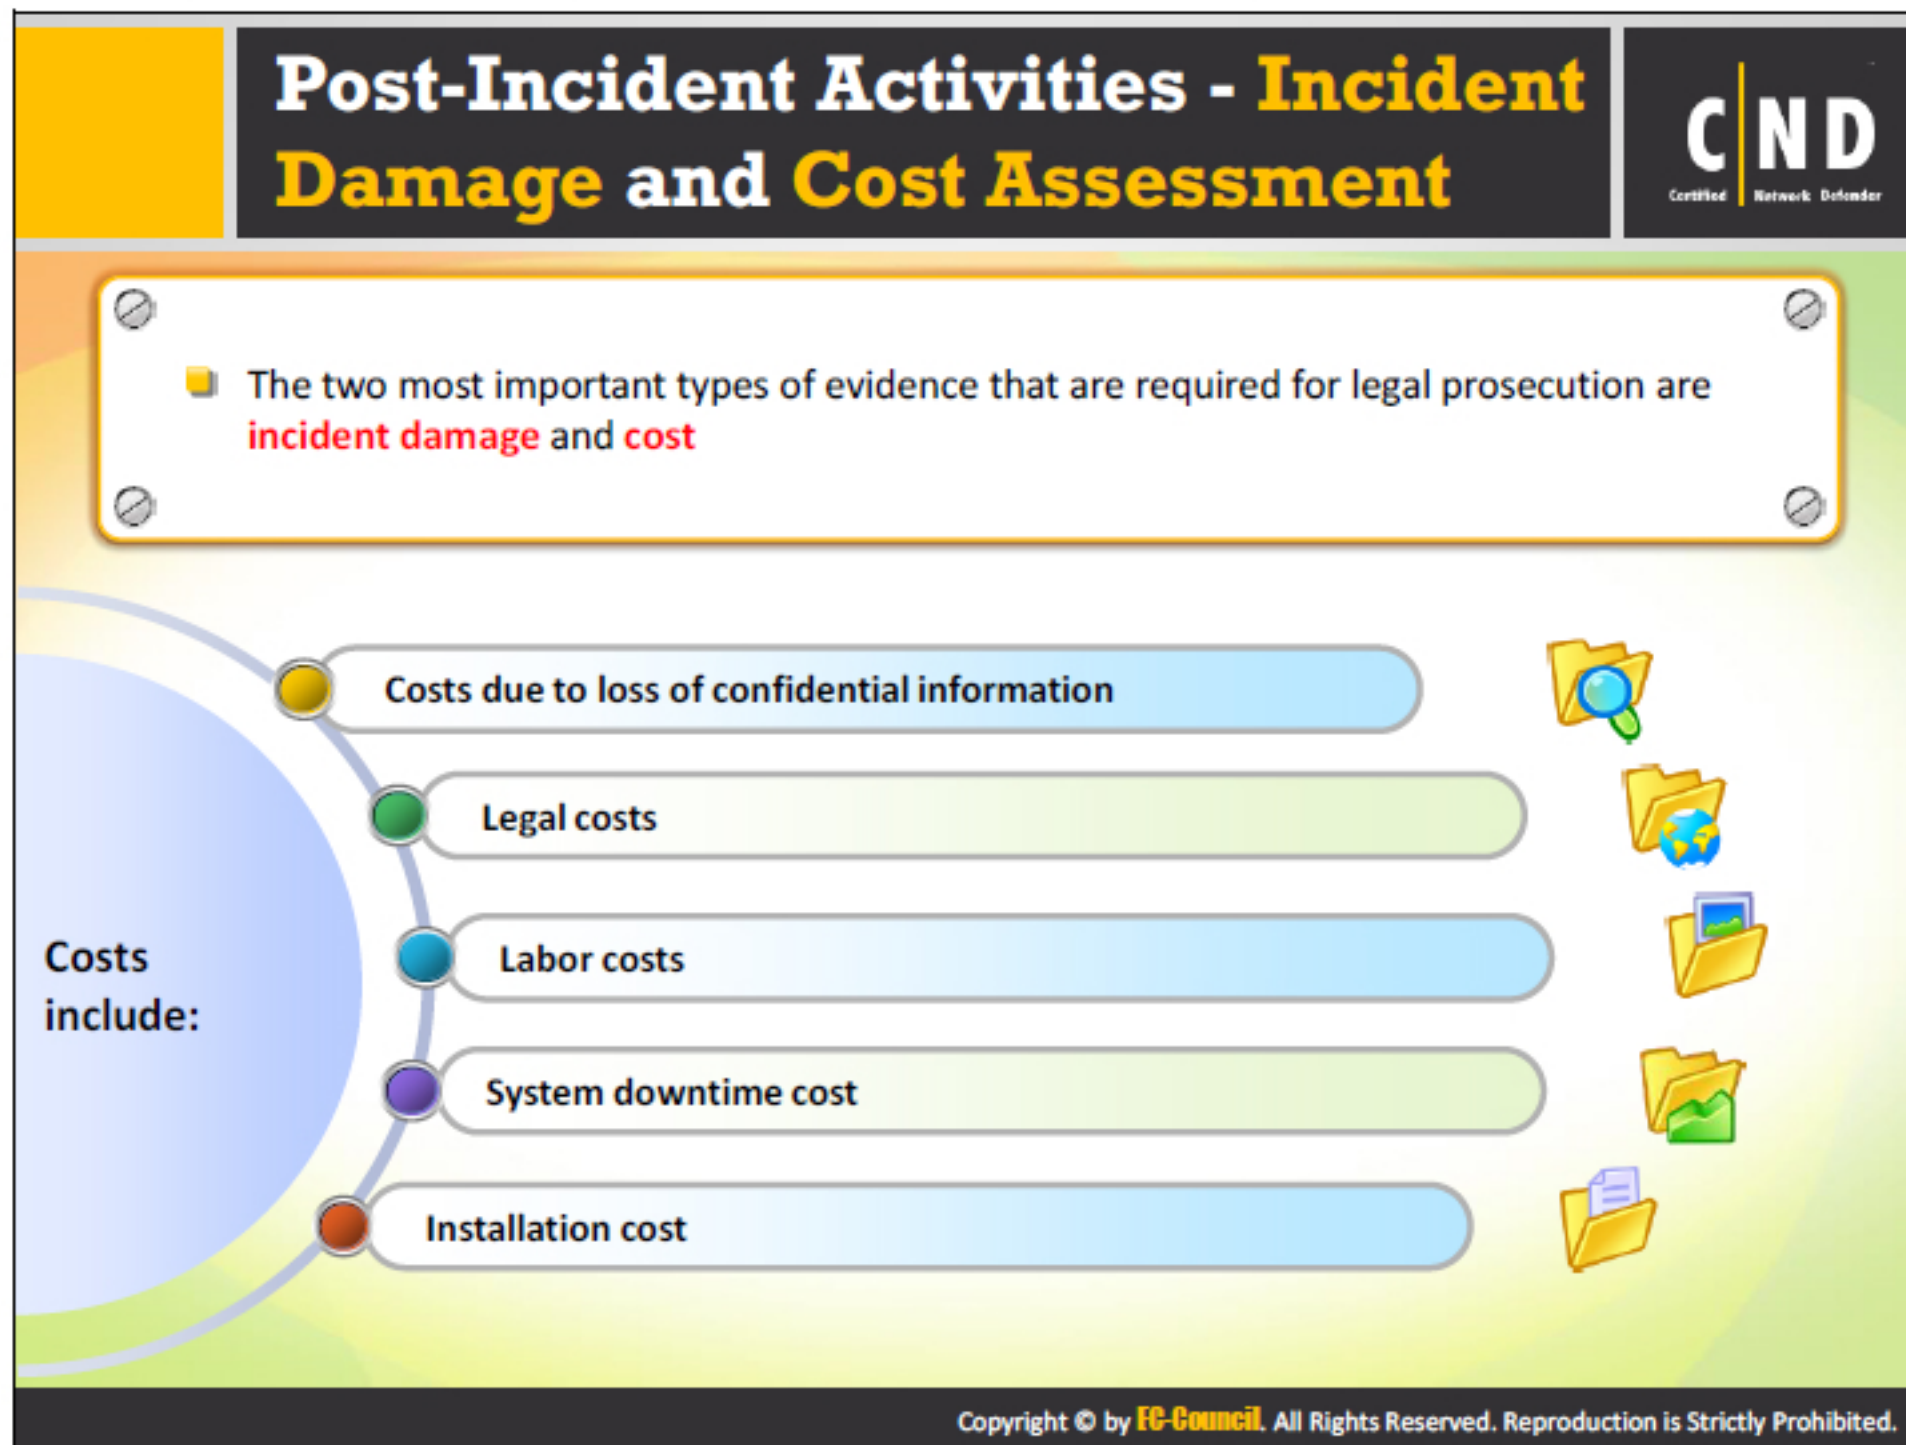 Post-Incident Activities - Incident
Damage and Cost Assessment
C ND
Certified Network Defender
The two most important types of evidence that are required for legal prosecution are
incident damage and cost
Costs due to loss of confidential information
Legal costs
Labor costs
Costs
include:
System downtime cost
Installation cost
Copyright © by EC-Council. All Rights Reserved. Reproduction is Strictly Prohibited.